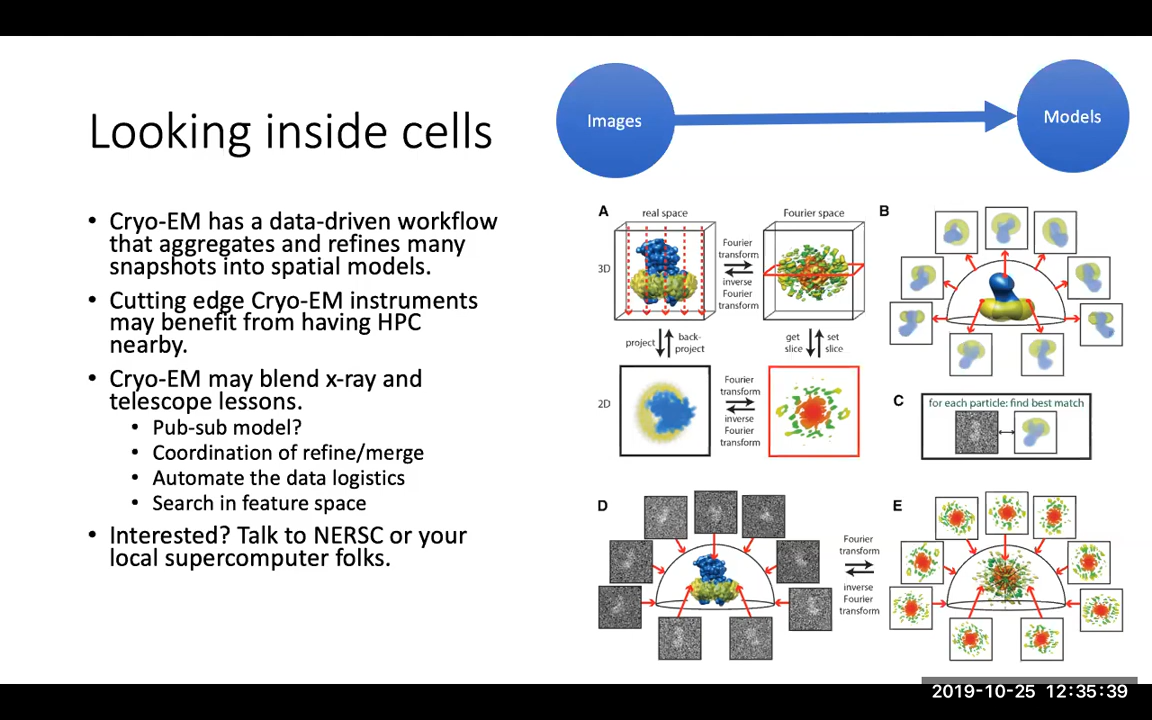 Looking inside cells
• Cryo-EM has a data-driven workflow
that aggregates and refines many
snapshots into spatial models.
• Cutting edge Cryo-EM instruments
may benefit from having HPC
nearby.
• Cryo-EM may blend x-ray and
telescope lessons.
• Pub-sub model?
• Coordination of refine/merge
• Automate the data logistics
• Search in feature space
• Interested? Talk to NERSC or your
local supercomputer folks.
Images
Models
A
real space
Fourier space
3D
Fourier
transform
inverse
Fourier
transform
project
back-
project
get
slice
set
slice
2D
Fourier
transform
inverse
Fourier
transform
B
C
for each particle: find best match
D
Fourier
transform
inverse
Fourier
transform
E
2019-10-25 12:35:39